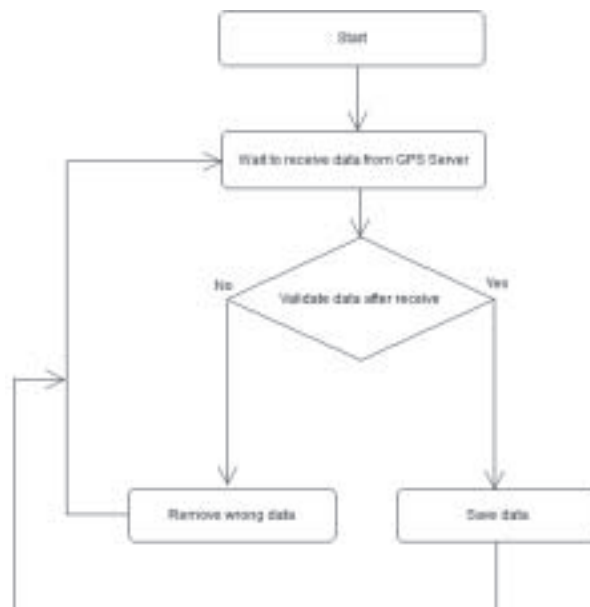 Start
Wait to receive data from GPS Server
No
Yes
Validate data after receive
Remove wrong data
Save data